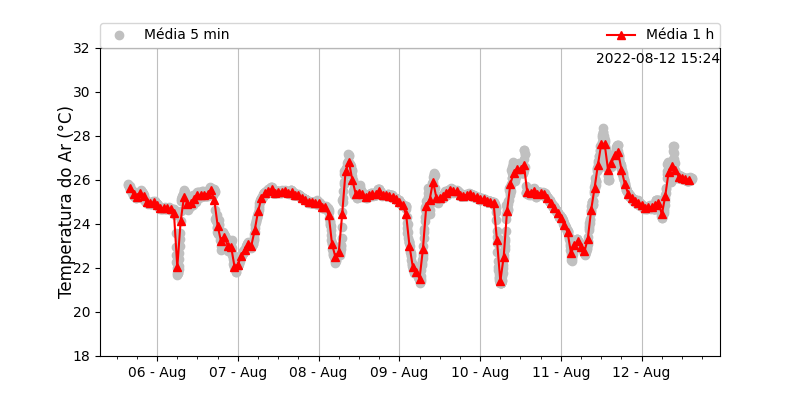 Média 5 min
Média 1 h
2022-08-12 15:24
Temperatura do Ar (°C)
32
30
28
26
24
22
20
18
06 - Aug
07 - Aug
08 - Aug
09 - Aug
10 - Aug
11 - Aug
12 - Aug